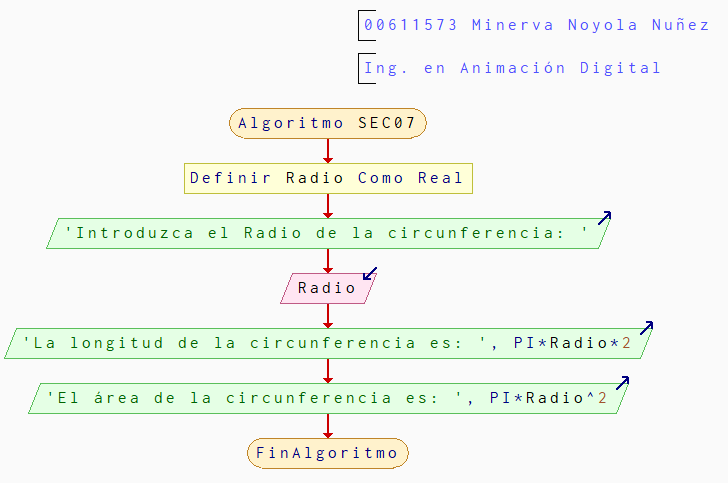 00611573 Minerva Noyola Nuñez
Ing. en Animación Digital
Algoritmo SEC07
Definir Radio Como Real
'Introduzca el Radio de la circunferencia: '
Radio
'La longitud de la circunferencia es: ', PI*Radio*2
'El área de la circunferencia es: ', PI*Radio^2
FinAlgoritmo